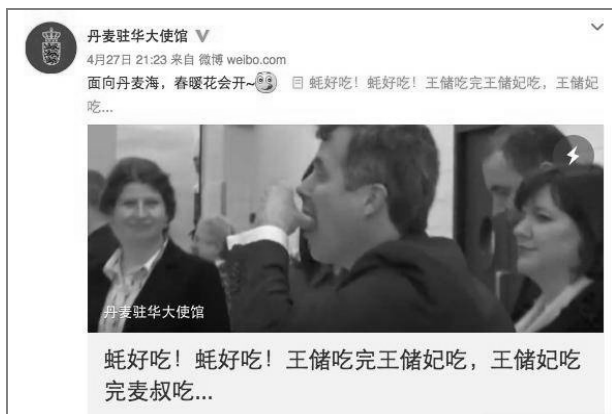 丹麦驻华大使馆
4月27日 21:23 来自 微博 weibo.com
面向丹麦海，春暖花会开~ 蚝好吃！蚝好吃！王储吃完王储妃吃，王储妃
吃...
丹麦驻华大使馆
蚝好吃！蚝好吃！王储吃完王储妃吃，王储妃吃
完麦叔吃...